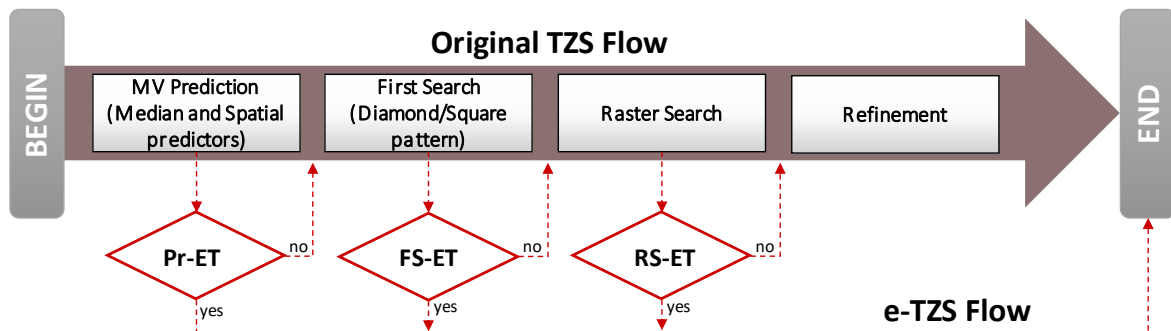 Original TZS Flow
BEGIN
MV Prediction
(Median and Spatial
predictors)
First Search
(Diamond/Square
pattern)
Raster Search
Refinement
END
Pr-ET
no
FS-ET
no
RS-ET
no
yes
yes
yes
e-TZS Flow